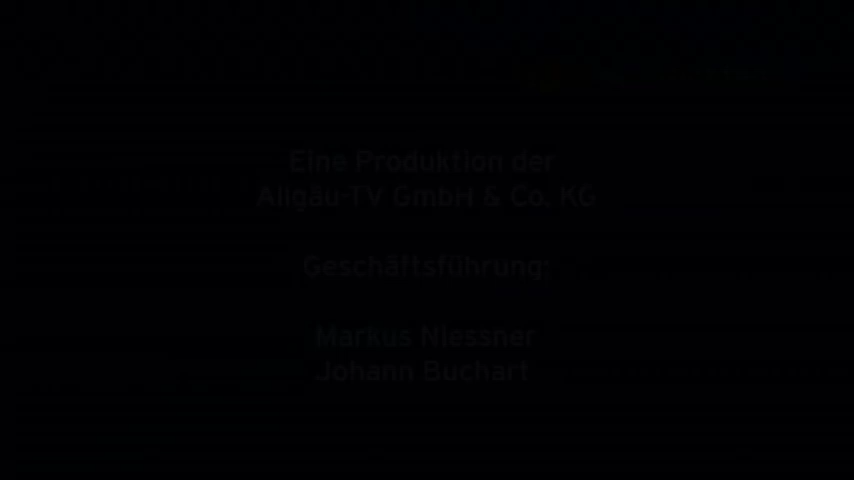 Eine Produktion der
Allgäu-TV GmbH & Co. KG
Geschäftsführung:
Markus Niessner
Johann Buchart